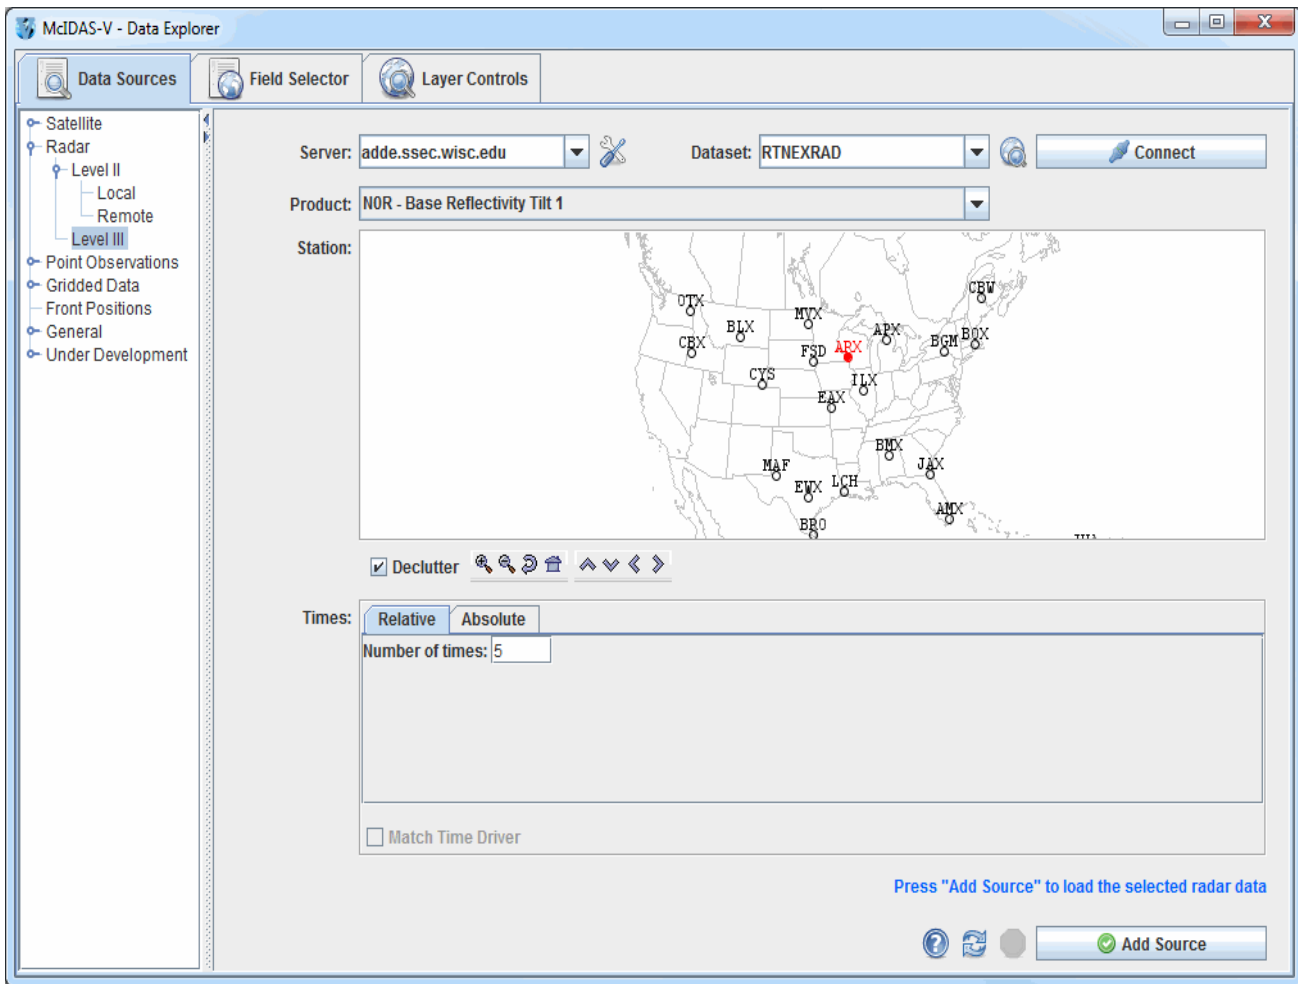 McIDAS-V - Data Explorer
Data Sources
Field Selector
Layer Controls
Satellite
Radar
Level II
Local
Remote
Level III
Point Observations
Gridded Data
Front Positions
General
Under Development
Server: adde.ssec.wisc.edu Dataset: RTNEXRAD Connect
Product: N0R - Base Reflectivity Tilt 1
Station:
CBW
OTX
MVX
BLX
APX
BOX
CBX
BGM
FSD
ARX
CYS
ILX
EAX
BMX
MAF
JAX
LCH
EWX
AMX
BRO
Declutter
Times: Relative Absolute
Number of times: 5
Match Time Driver
Press "Add Source" to load the selected radar data
Add Source